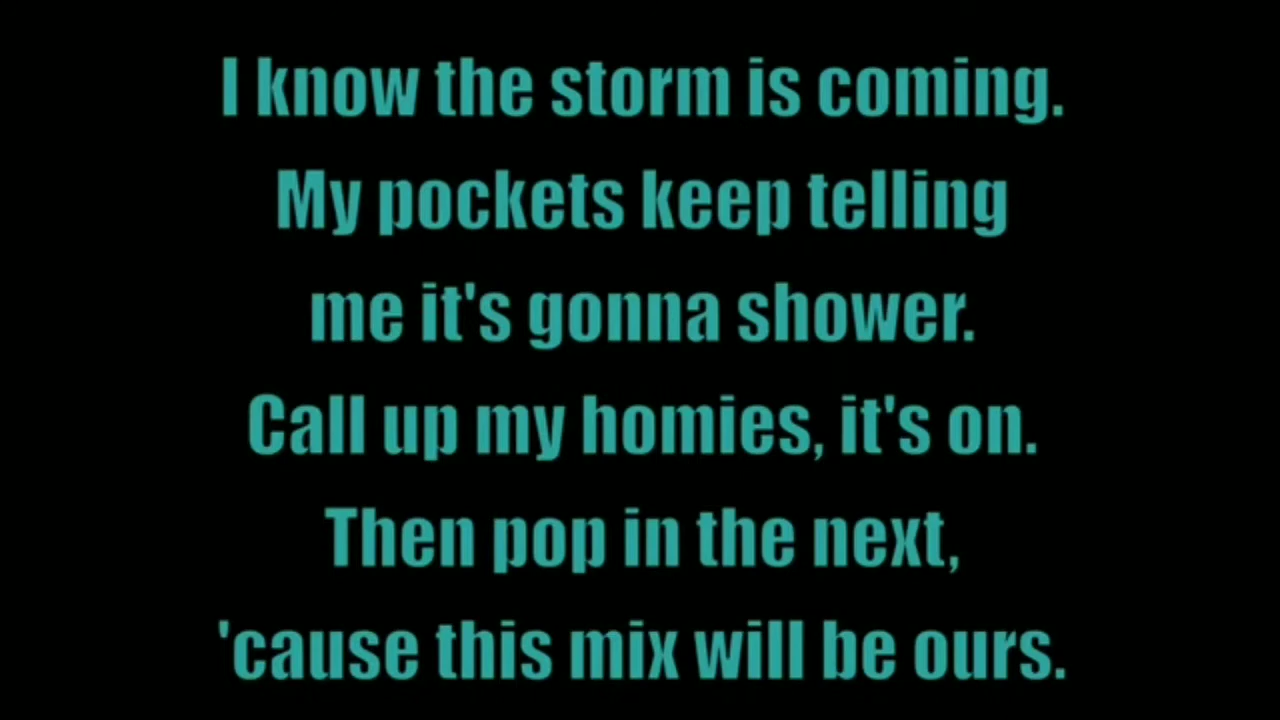 I know the storm is coming.
My pockets keep telling
me it's gonna shower.
Call up my homies, it's on.
Then pop in the next,
'cause this mix will be ours.